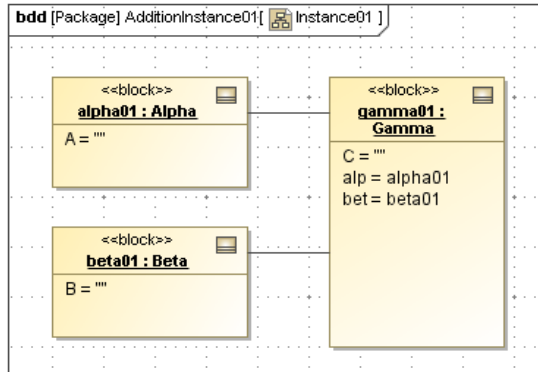 bdd [Package] AdditionInstance01[ Instance01 ]
<<block>>
alpha01 : Alpha
A = ""
<<block>>
gamma01 :
Gamma
C = ""
alp = alpha01
bet = beta01
<<block>>
beta01 : Beta
B = ""